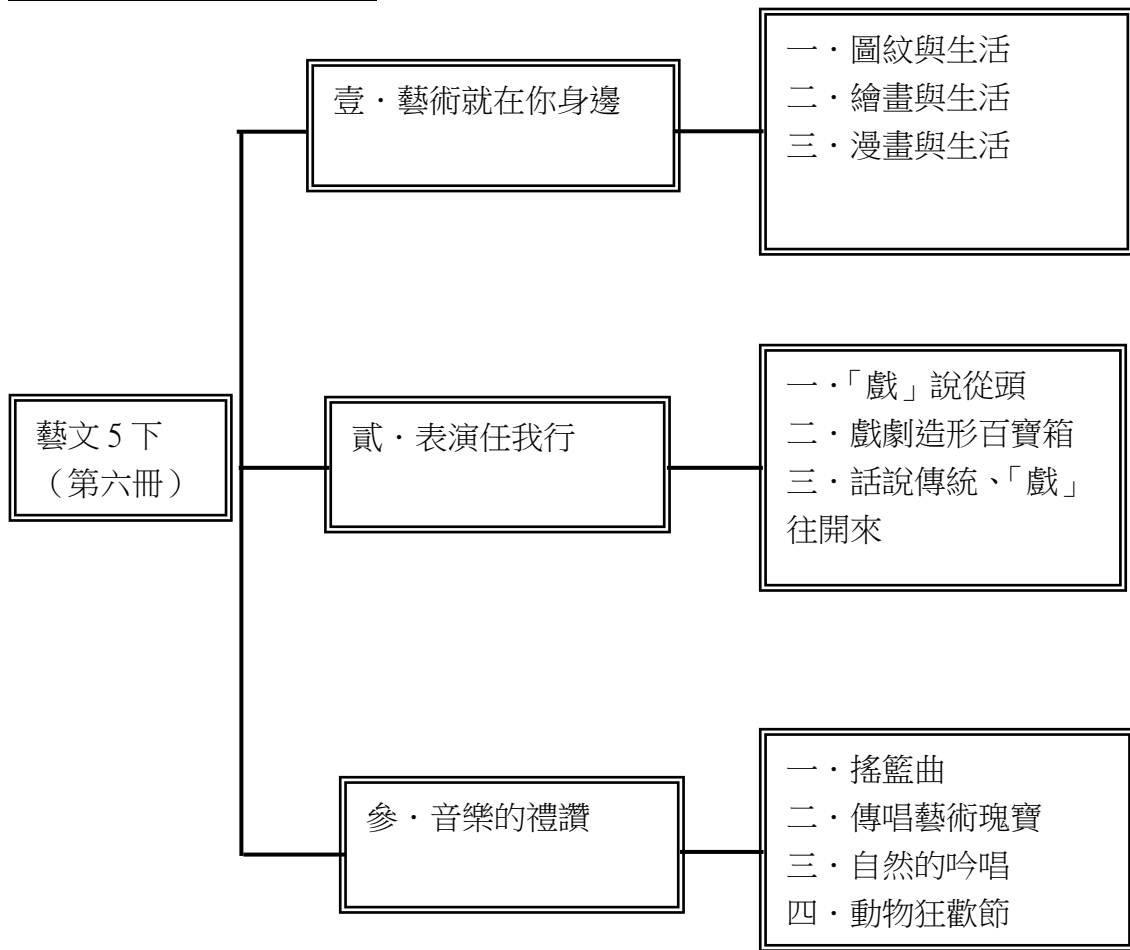 壹．藝術就在你身邊
一．圖紋與生活
二．繪畫與生活
三．漫畫與生活
藝文 5 下
（第六冊）
貳．表演任我行
一．「戲」說從頭
二．戲劇造形百寶箱
三．話說傳統、「戲」
往開來
參．音樂的禮讚
一．搖籃曲
二．傳唱藝術瑰寶
三．自然的吟唱
四．動物狂歡節